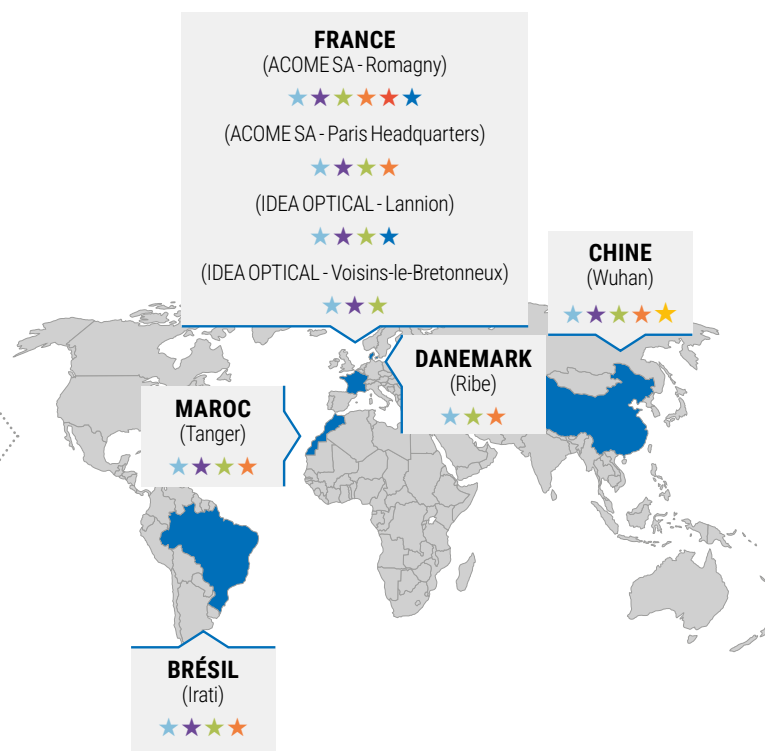 FRANCE
(ACOME SA - Romagny)
(ACOME SA - Paris Headquarters)
(IDEA OPTICAL - Lannion)
(IDEA OPTICAL - Voisins-le-Bretonneux)
CHINE
(Wuhan)
DANEMARK
(Ribe)
MAROC
(Tanger)
BRÉSIL
(Irati)